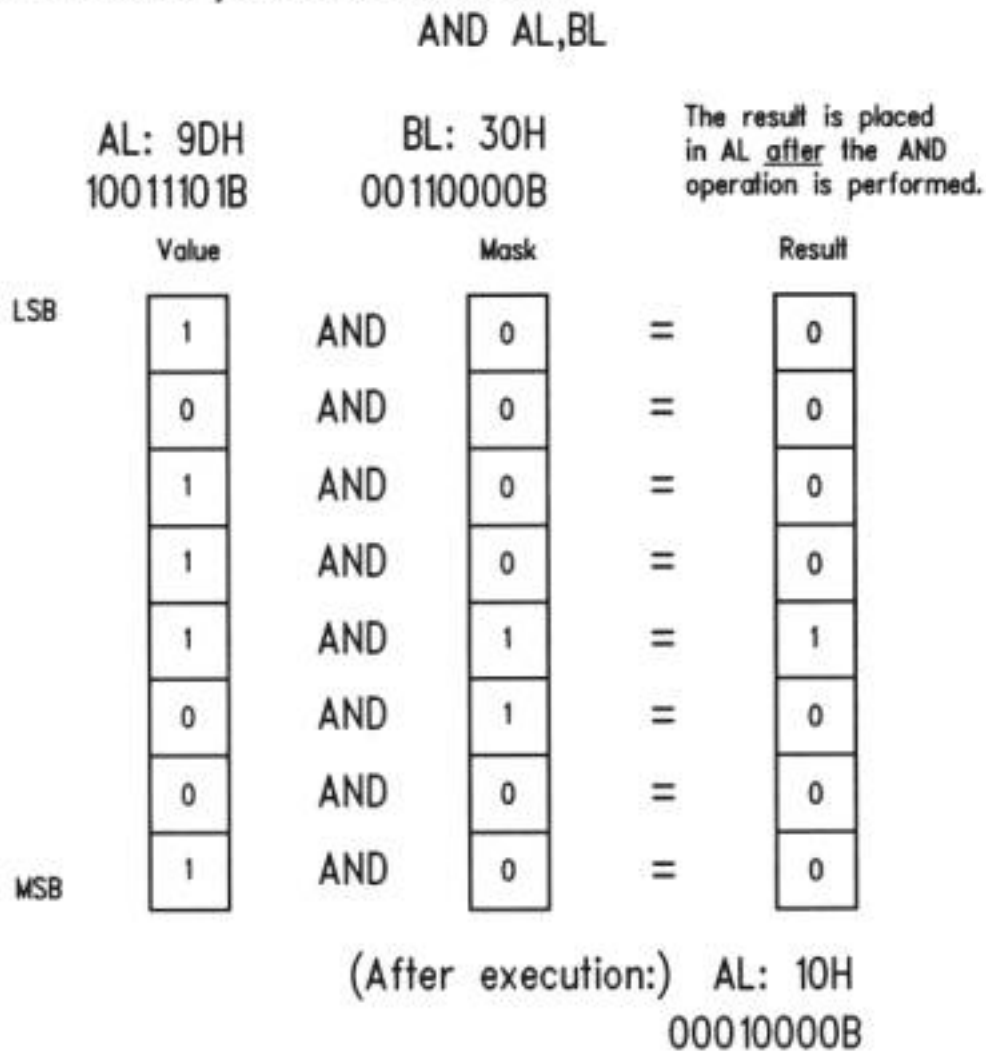 AND AL,BL
AL: 9DH
10011101B
BL: 30H
00110000B
The result is placed
in AL after the AND
operation is performed.
Value Mask Result
LSB 1 AND 0 = 0
0 AND 0 = 0
1 AND 0 = 0
1 AND 0 = 0
1 AND 1 = 1
0 AND 1 = 0
0 AND 0 = 0
MSB 1 AND 0 = 0
(After execution:) AL: 10H
00010000B